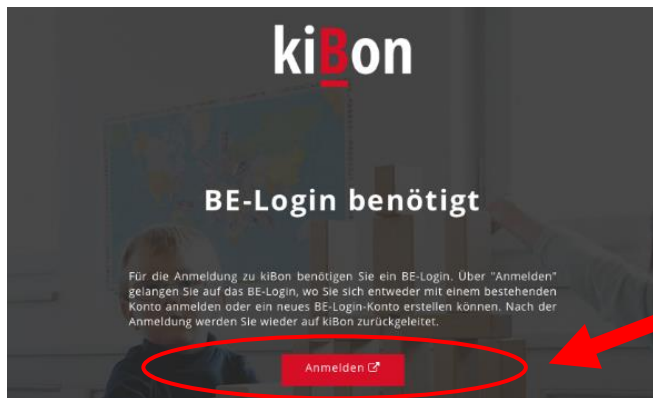 kiBon
BE-Login benötigt
Für die Anmeldung zu kiBon benötigen Sie ein BE-Login. Über "Anmelden"
gelangen Sie auf das BE-Login, wo Sie sich entweder mit einem bestehenden
Konto anmelden oder ein neues BE-Login-Konto erstellen können. Nach der
Anmeldung werden Sie wieder auf kiBon zurückgeleitet.
Anmelden